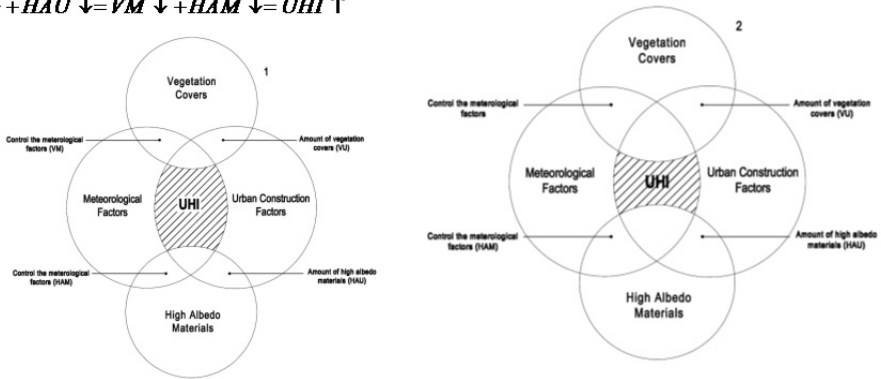 +HAU ↓=VM ↓+HAM ↓=UHI ↑
1
Vegetation
Covers
Control the meterological
factors (VM)
Amount of vegetation
covers (VU)
Meteorological
Factors
UHI
Urban Construction
Factors
Control the meterological
factors (HAM)
Amount of high albedo
materials (HAU)
High Albedo
Materials
2
Vegetation
Covers
Control the meterological
factors
Amount of vegetation
covers (VU)
Meteorological
Factors
UHI
Urban Construction
Factors
Control the meterological
factors (HAM)
Amount of high albedo
materials (HAU)
High Albedo
Materials